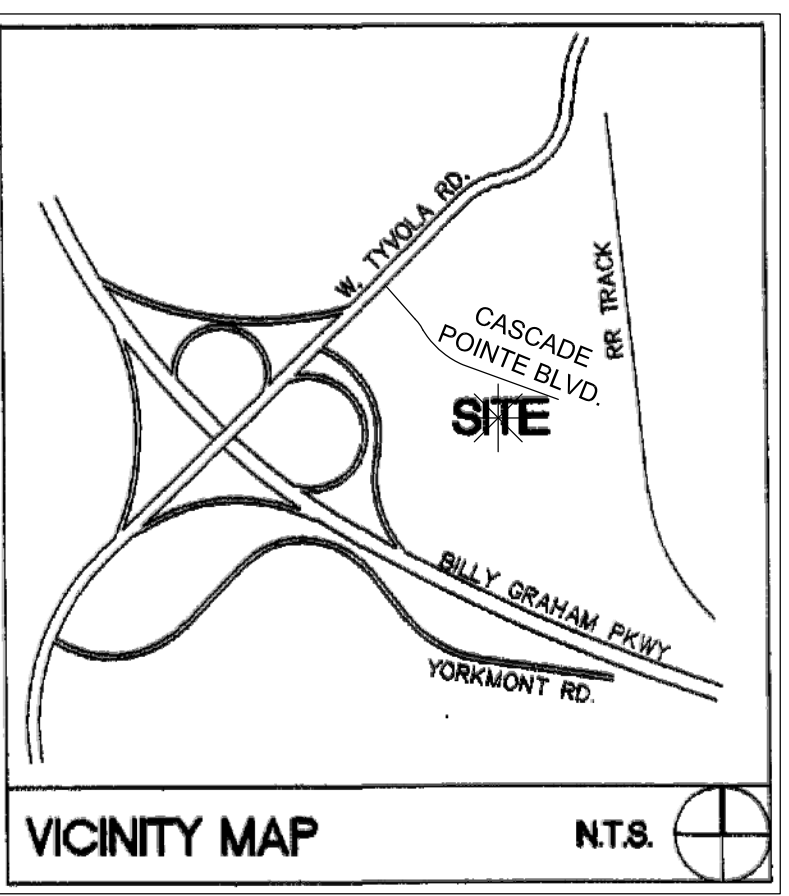 W. TYVOLA RD.
RR TRACK
CASCADE
POINTE BLVD.
SITE
BILLY GRAHAM PKWY
YORKMONT RD.
VICINITY MAP
N.T.S.